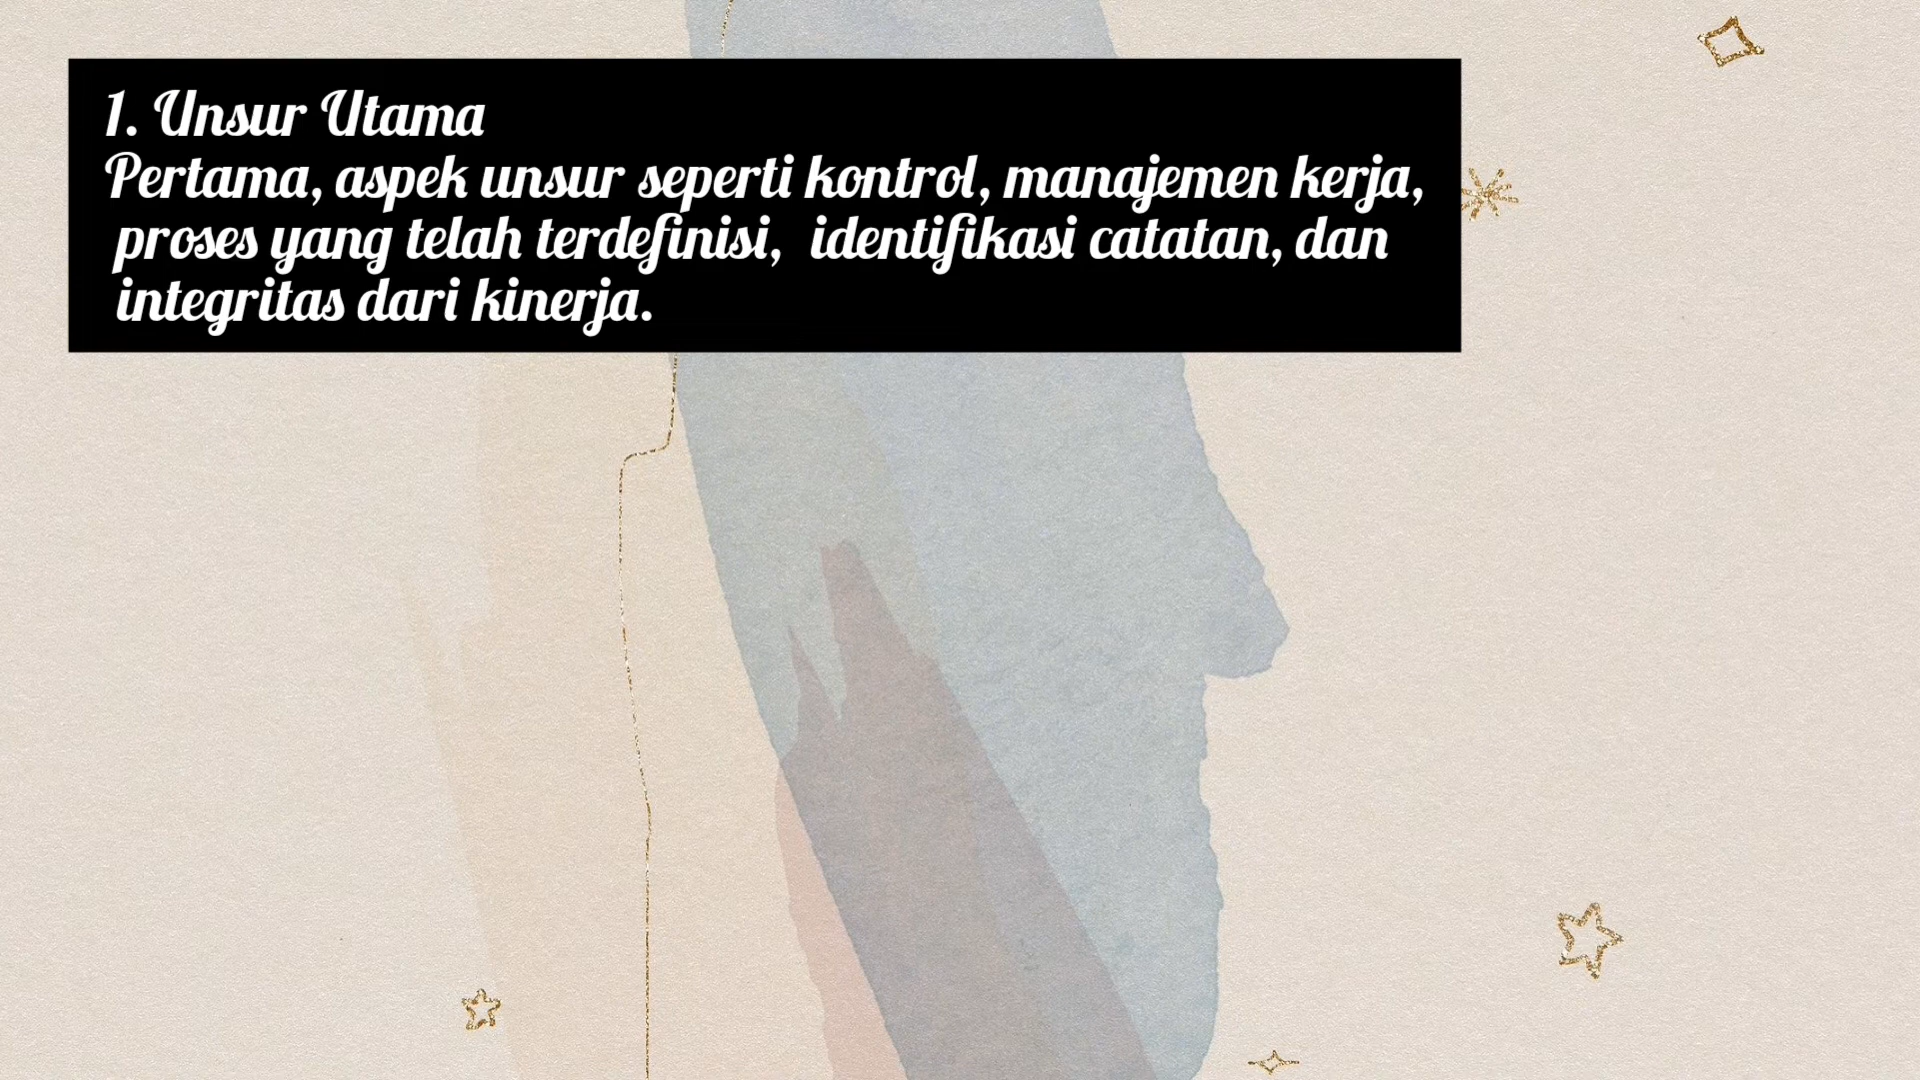 1. Unsur Utama
Pertama, aspek unsur seperti kontrol, manajemen kerja,
proses yang telah terdefinisi,  identifikasi catatan, dan
integritas dari kinerja.